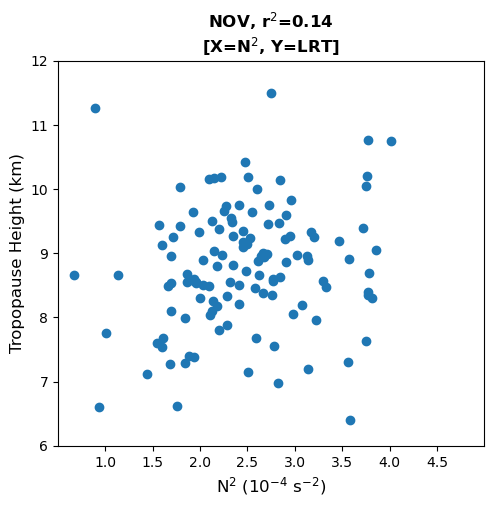 NOV, r²=0.14
[X=N², Y=LRT]
12
11
10
9
8
7
6
Tropopause Height (km)
1.0 1.5 2.0 2.5 3.0 3.5 4.0 4.5
N² (10⁻⁴ s⁻²)